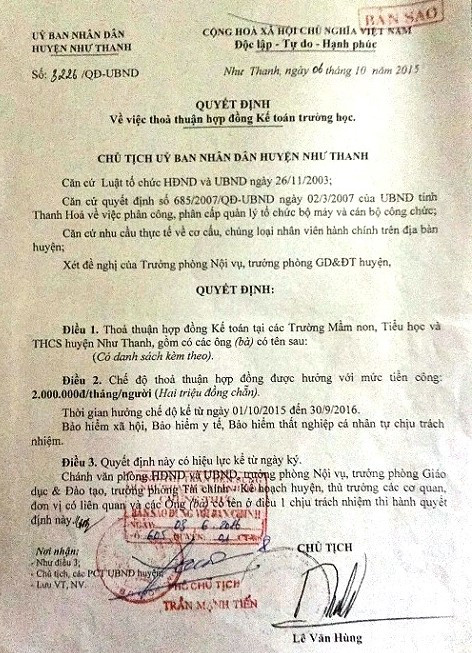 UỶ BAN NHÂN DÂN
HUYỆN NHƯ THANH
CỘNG HOÀ XÃ HỘI CHỦ NGHĨA VIỆT NAM
Độc lập - Tự do - Hạnh phúc
BẢN SAO
Số: 3226/QĐ-UBND
Như Thanh, ngày 06 tháng 10 năm 2015
QUYẾT ĐỊNH
Về việc thoả thuận hợp đồng Kế toán trường học.
CHỦ TỊCH UỶ BAN NHÂN DÂN HUYỆN NHƯ THANH
Căn cứ Luật tổ chức HĐND và UBND ngày 26/11/2003;
Căn cứ quyết định số 685/2007/QĐ-UBND ngày 02/3/2007 của UBND tỉnh
Thanh Hoá về việc phân công, phân cấp quản lý tổ chức bộ máy và cán bộ công chức;
Căn cứ nhu cầu thực tế về cơ cấu, chủng loại nhân viên hành chính trên địa bàn
huyện;
Xét đề nghị của Trưởng phòng Nội vụ, trưởng phòng GD&ĐT huyện,
QUYẾT ĐỊNH:
Điều 1. Thoả thuận hợp đồng Kế toán tại các Trường Mầm non, Tiểu học và
THCS huyện Như Thanh, gồm có các ông (bà) có tên sau:
(Có danh sách kèm theo).
Điều 2. Chế độ thoả thuận hợp đồng được hưởng với mức tiền công:
2.000.000đ/tháng/người (Hai triệu đồng chẵn).
Thời gian hưởng chế độ kể từ ngày 01/10/2015 đến 30/9/2016.
Bảo hiểm xã hội, Bảo hiểm y tế, Bảo hiểm thất nghiệp cá nhân tự chịu trách
nhiệm.
Điều 3. Quyết định này có hiệu lực kể từ ngày ký.
Chánh văn phòng HĐND và UBND, trưởng phòng Nội vụ, trưởng phòng Giáo
dục & Đào tạo, trưởng phòng Tài chính - Kế hoạch huyện, thủ trưởng các cơ quan,
đơn vị có liên quan và các Ông (bà) có tên ở điều 1 chịu trách nhiệm thi hành quyết
định này./.
BẢN SAO ĐÚNG VỚI BẢN CHÍNH
NGÀY 03 6 2016
605 QUYỂN 01
Nơi nhận:
- Như điều 3;
- Chủ tịch, các PCT UBND huyện;
- Lưu VT, NV.
CHỦ TỊCH
Lê Văn Hùng
PHÓ CHỦ TỊCH
TRẦN MẠNH TIẾN